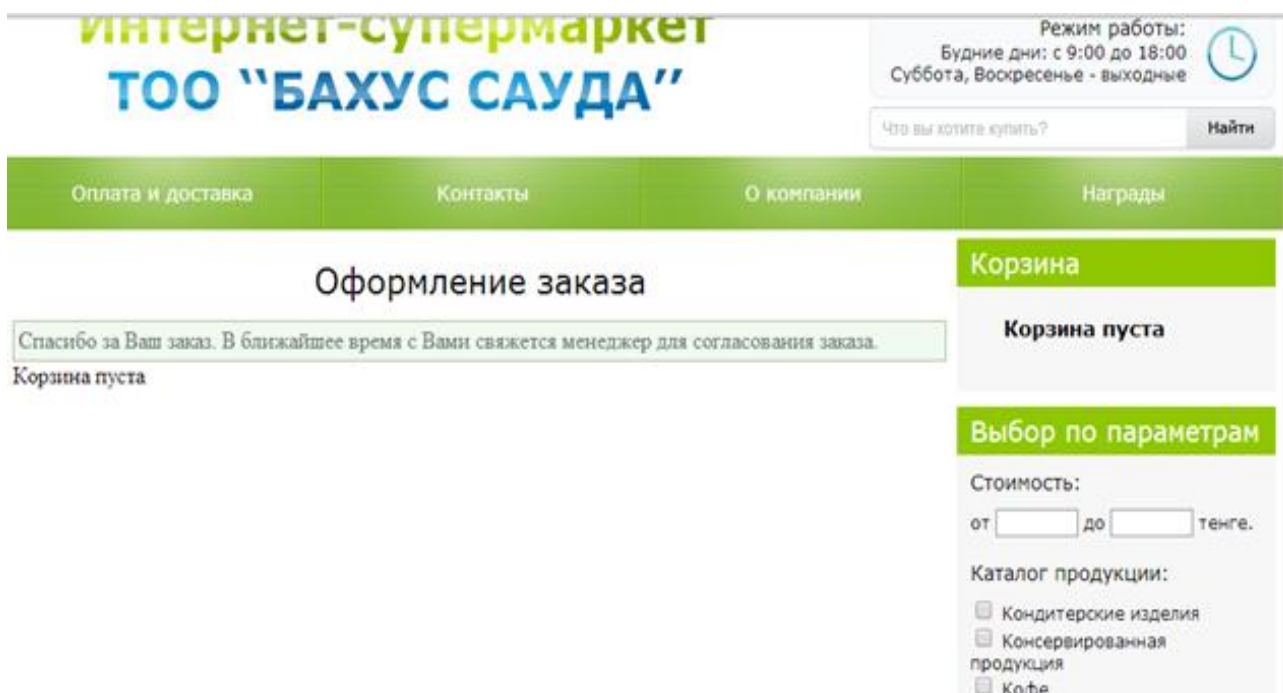 Интернет-супермаркет
ТОО “БАХУС САУДА”
Режим работы:
Будние дни: с 9:00 до 18:00
Суббота, Воскресенье - выходные
Что вы хотите купить?
Найти
Оплата и доставка
Контакты
О компании
Награды
Оформление заказа
Спасибо за Ваш заказ. В ближайшее время с Вами свяжется менеджер для согласования заказа.
Корзина пуста
Корзина
Корзина пуста
Выбор по параметрам
Стоимость:
от до тенге.
Каталог продукции:
Кондитерские изделия
Консервированная
продукция
Кофе